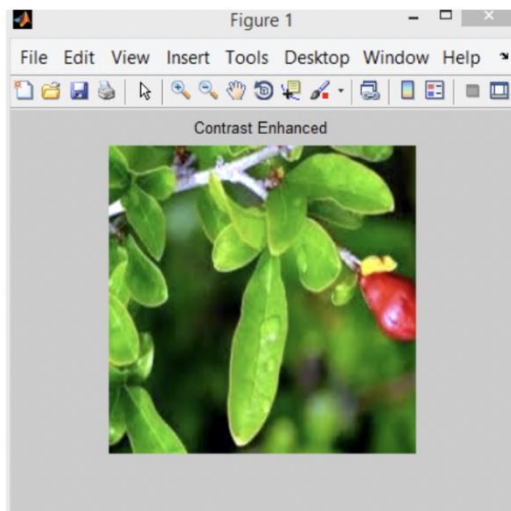 Figure 1
File Edit View Insert Tools Desktop Window Help
Contrast Enhanced